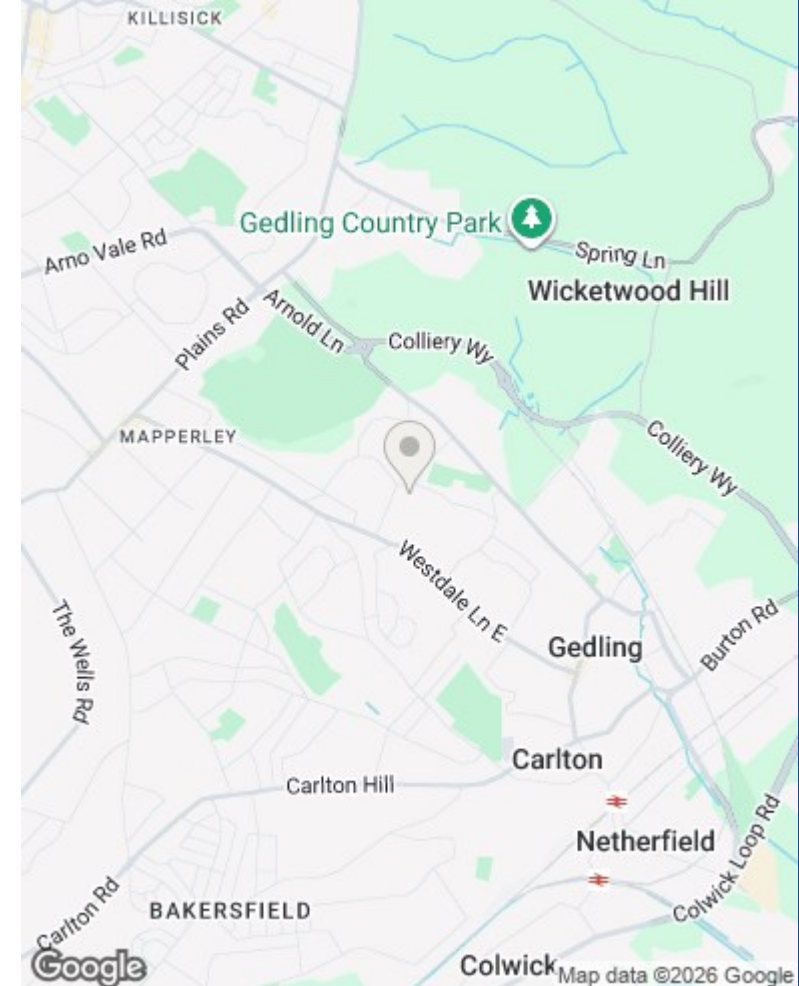 KILLISICK
Gedling Country Park
Arno Vale Rd
Spring Ln
Wicketwood Hill
Plains Rd
Arnold Ln
Colliery Wy
MAPPERLEY
Colliery Wy
Westdale Ln E
The Wells Rd
Gedling
Burton Rd
Carlton
Carlton Hill
Netherfield
Colwick Loop Rd
Carlton Rd
BAKERSFIELD
Colwick
Google
Map data ©2026 Google